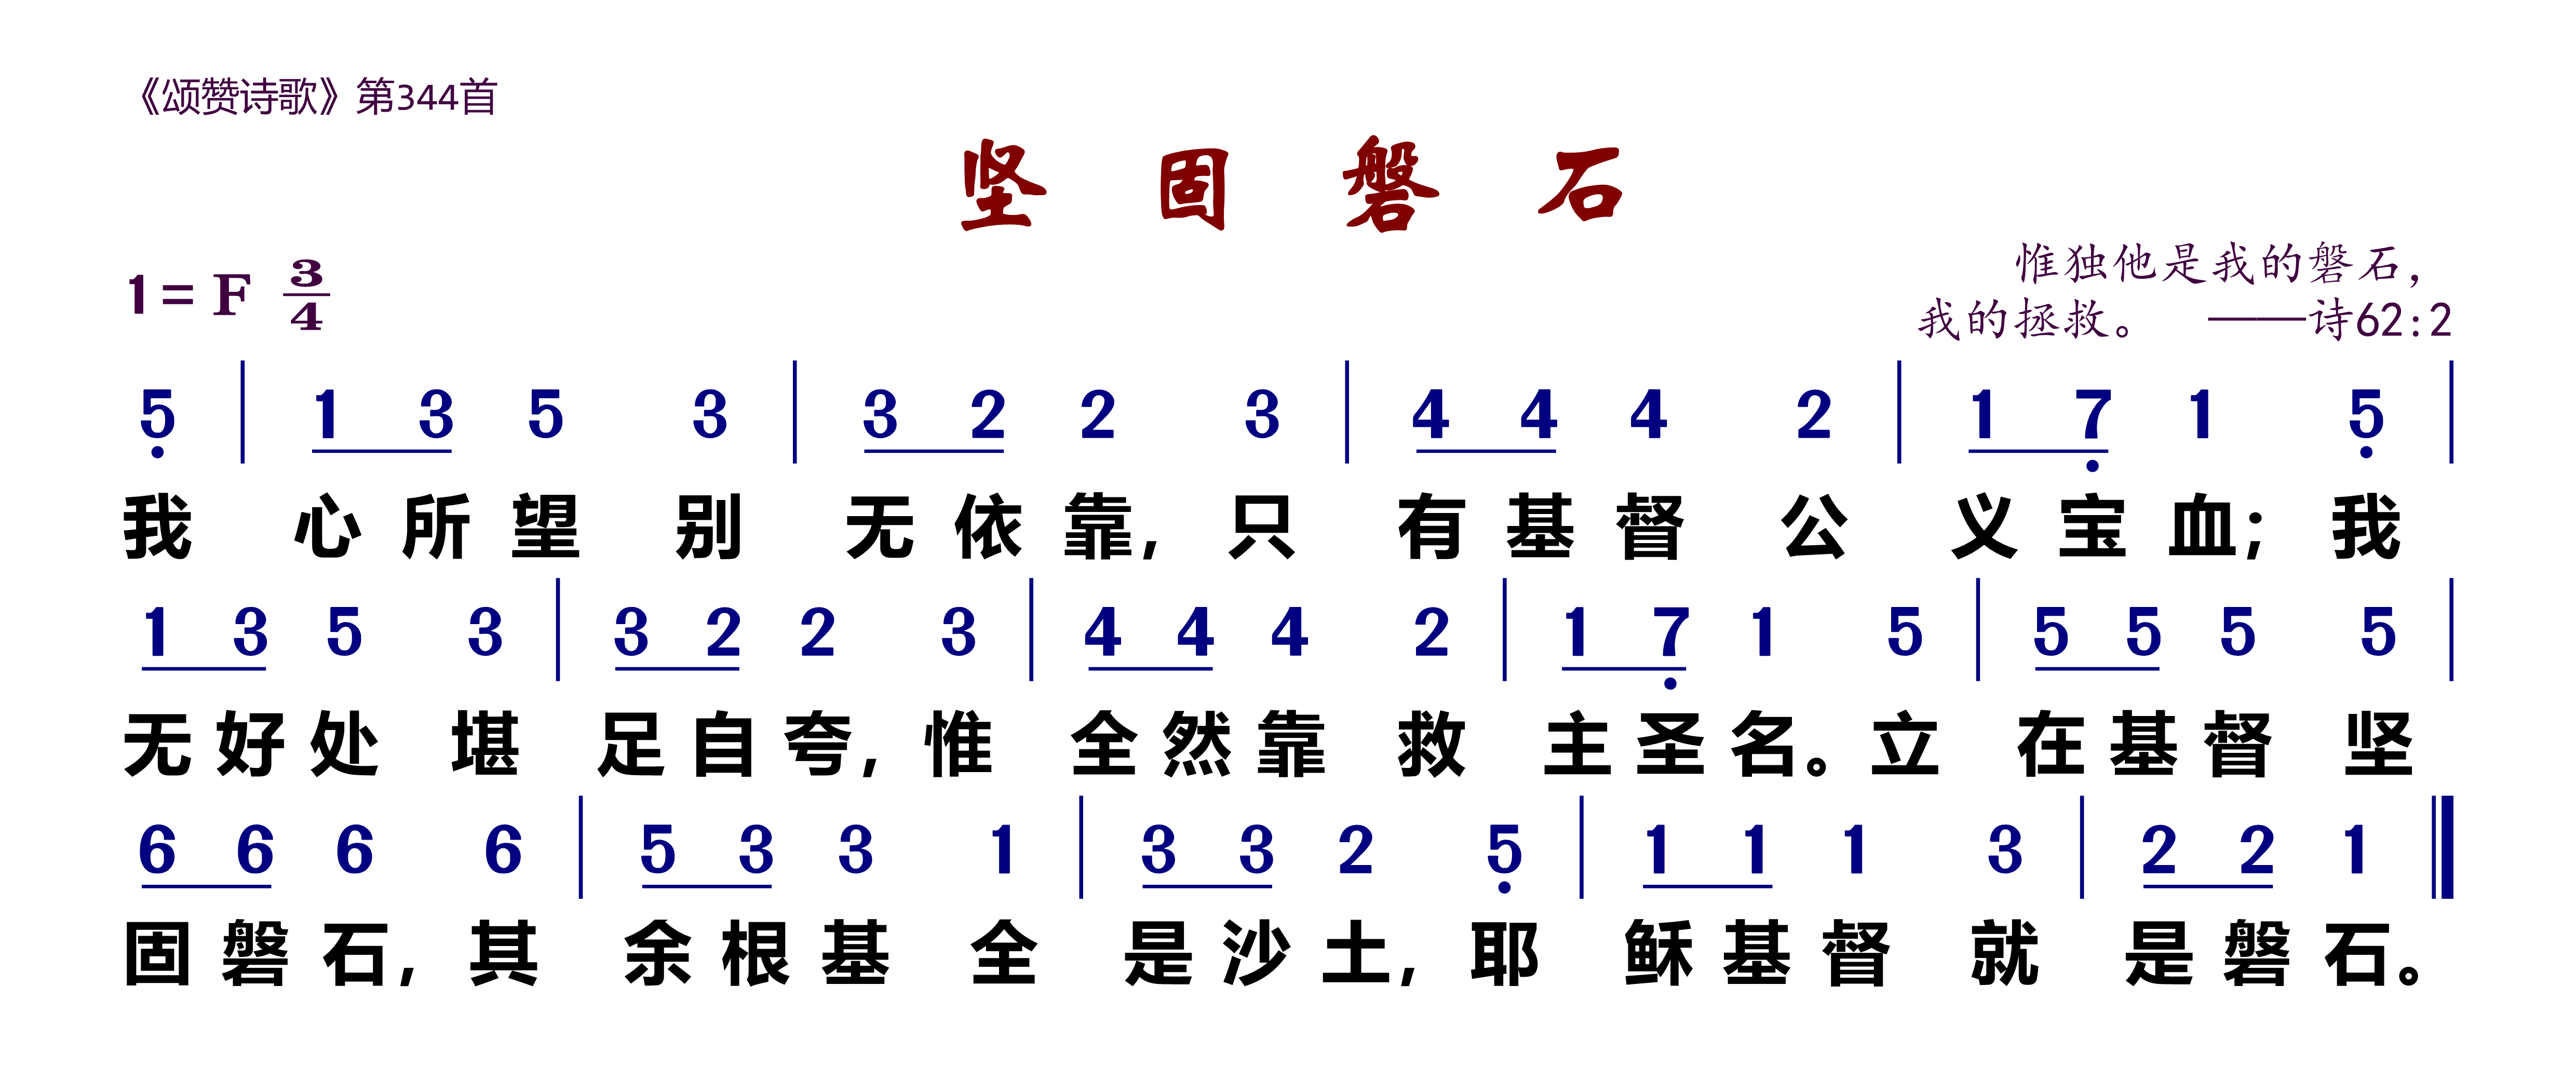 《颂赞诗歌》第344首
坚 固 磐 石
1= F 3/4
惟独他是我的磐石，
我的拯救。 ——诗62:2
5 | 1 3 5 3 | 3 2 2 3 | 4 4 4 2 | 1 7 1 5 |
我 心 所 望 别 无 依 靠， 只 有 基 督 公 义 宝 血； 我
1 3 5 3 | 3 2 2 3 | 4 4 4 2 | 1 7 1 5 | 5 5 5 5 |
无 好 处 堪 足 自 夸， 惟 全 然 靠 救 主 圣 名。 立 在 基 督 坚
6 6 6 6 | 5 3 3 1 | 3 3 2 5 | 1 1 1 3 | 2 2 1
固 磐 石， 其 余 根 基 全 是 沙 土， 耶 稣 基 督 就 是 磐 石。